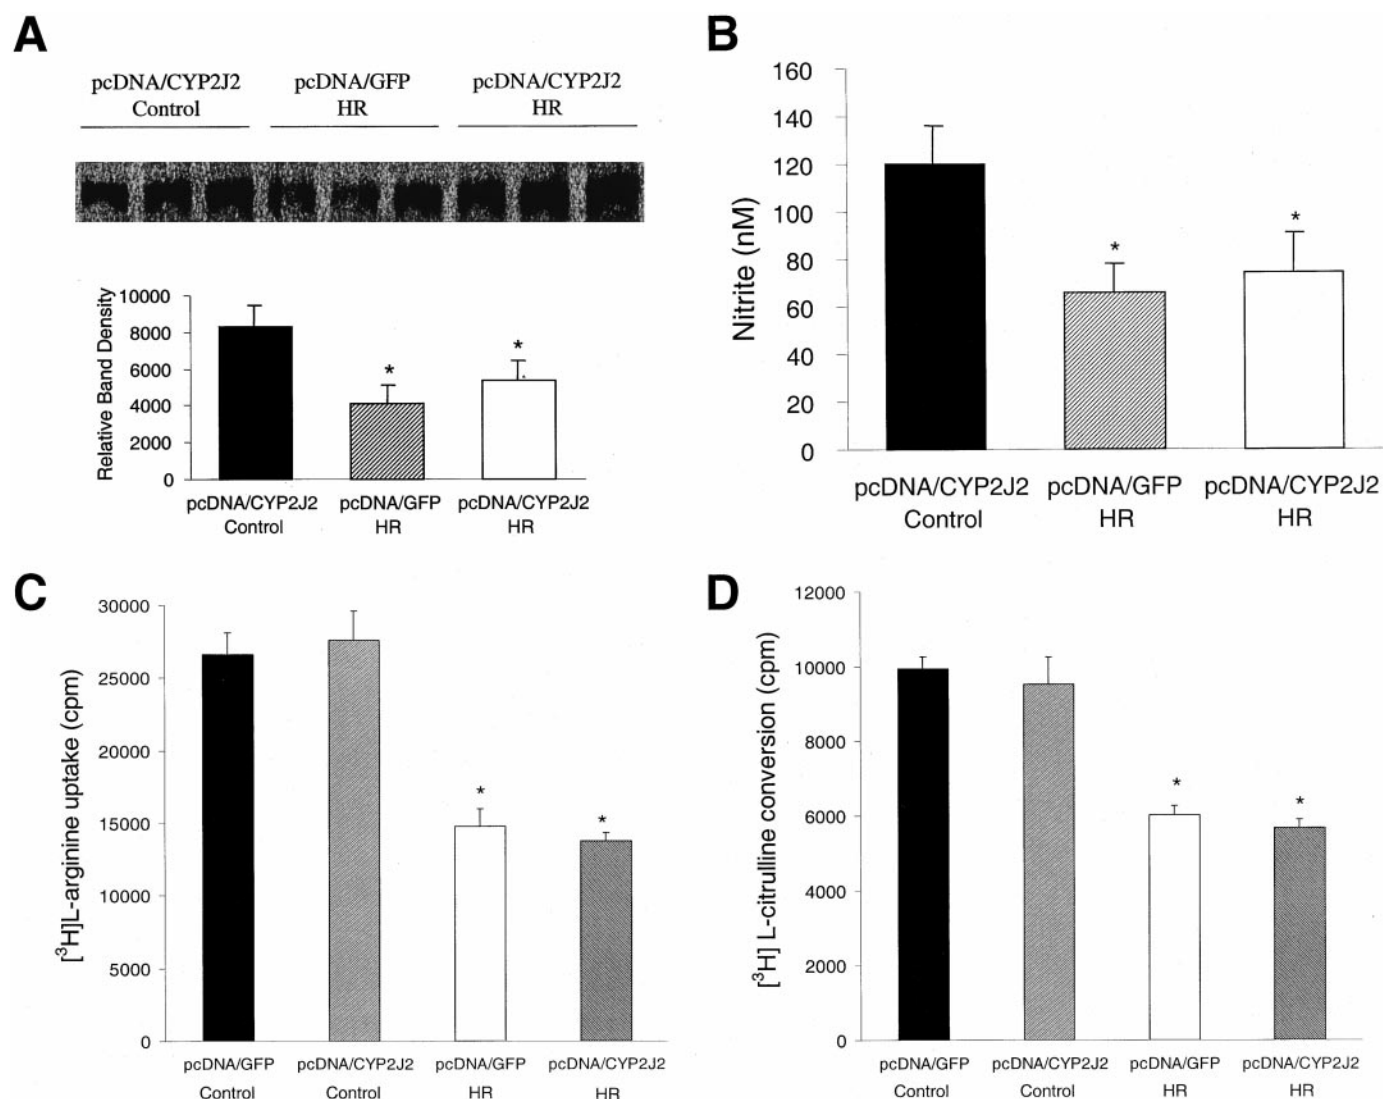 A
pcDNA/CYP2J2 pcDNA/GFP pcDNA/CYP2J2
Control HR HR
Relative Band Density
10000
8000
6000
4000
2000
0
* *
pcDNA/CYP2J2 pcDNA/GFP pcDNA/CYP2J2
Control HR HR
B
Nitrite (nM)
160
140
120
100
80
60
40
20
0
* *
pcDNA/CYP2J2 pcDNA/GFP pcDNA/CYP2J2
Control HR HR
C
[³H]L-arginine uptake (cpm)
30000
25000
20000
15000
10000
5000
0
* *
pcDNA/GFP pcDNA/CYP2J2 pcDNA/GFP pcDNA/CYP2J2
Control Control HR HR
D
[³H] L-citrulline conversion (cpm)
12000
10000
8000
6000
4000
2000
0
* *
pcDNA/GFP pcDNA/CYP2J2 pcDNA/GFP pcDNA/CYP2J2
Control Control HR HR